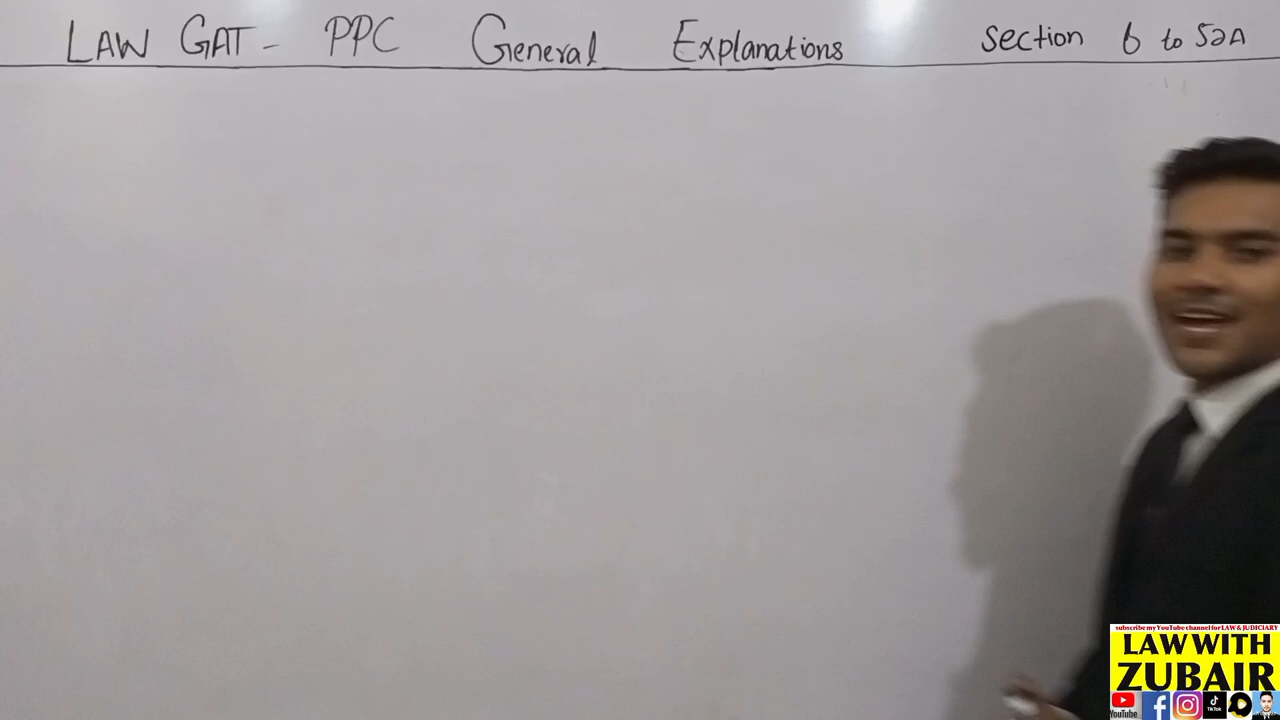 LAW GAT - PPC General Explanations section 6 to 52A
subscribe my YouTube channel for LAW & JUDICIARY
LAW WITH
ZUBAIR
YouTube
TikTok